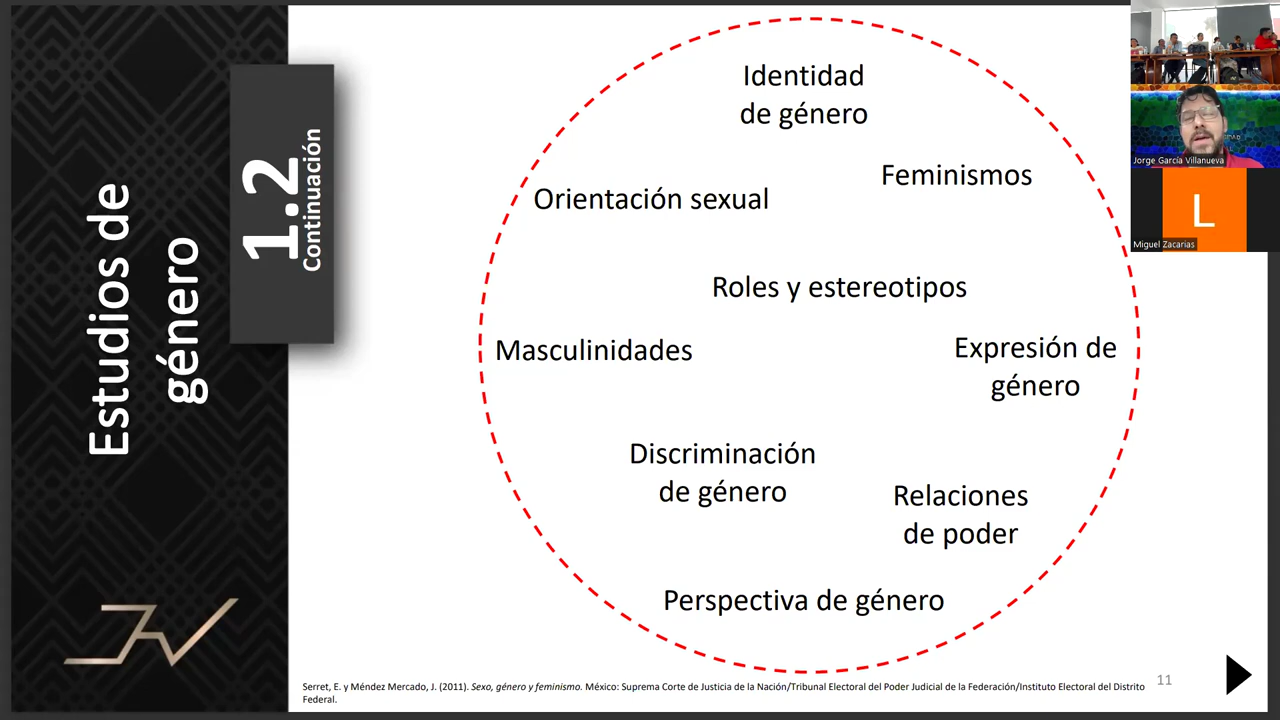 Estudios de
género
1.2
Continuación
Identidad
de género
Feminismos
Orientación sexual
Roles y estereotipos
Masculinidades
Expresión de
género
Discriminación
de género
Relaciones
de poder
Perspectiva de género
Serret, E. y Méndez Mercado, J. (2011). Sexo, género y feminismo. México: Suprema Corte de Justicia de la Nación/Tribunal Electoral del Poder Judicial de la Federación/Instituto Electoral del Distrito
Federal.
11
Jorge García Villanueva
L
Miguel Zacarias